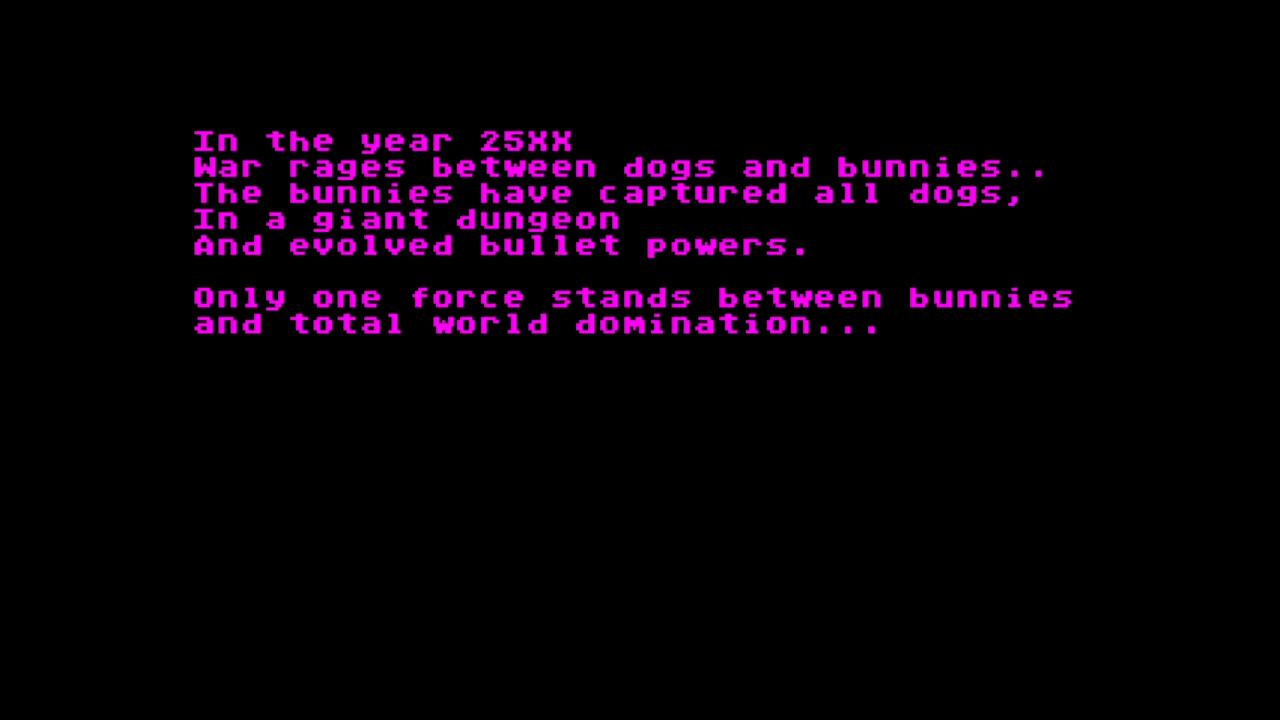 In the year 25XX
War rages between dogs and bunnies..
The bunnies have captured all dogs,
In a giant dungeon
And evolved bullet powers.
Only one force stands between bunnies
and total world domination...